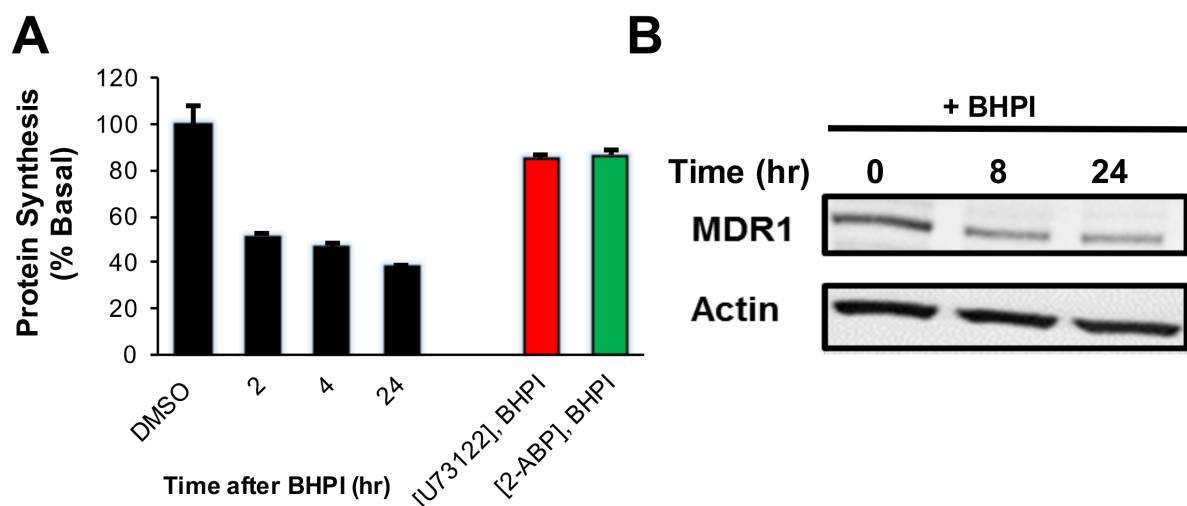 A
Protein Synthesis
(% Basal)
120
100
80
60
40
20
0
DMSO
2
4
24
[U73122], BHPI
[2-ABP], BHPI
Time after BHPI (hr)
B
+ BHPI
Time (hr) 0 8 24
MDR1
Actin